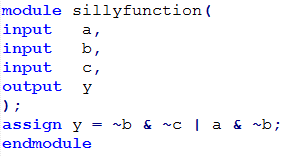 module sillyfunction(
input   a,
input   b,
input   c,
output  y
);
assign y = ~b & ~c | a & ~b;
endmodule